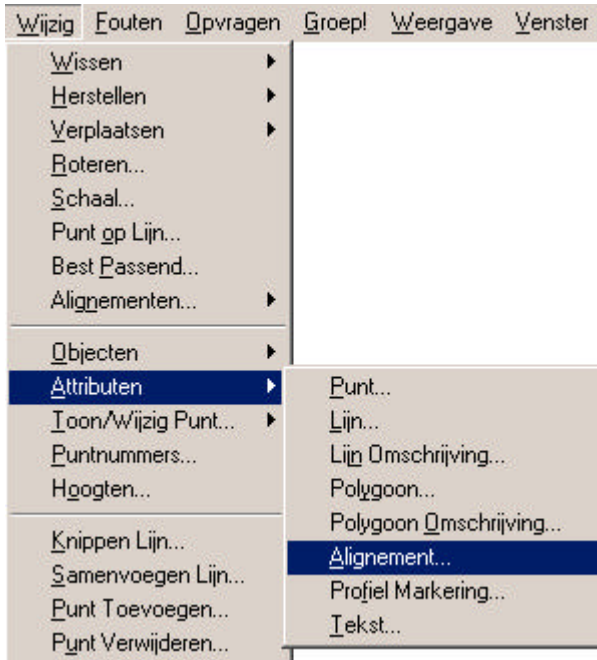 Wijzig Fouten Opvragen Groep! Weergave Venster
Wissen
Herstellen
Verplaatsen
Roteren...
Schaal...
Punt op Lijn...
Best Passend...
Alignementen...
Objecten
Attributen
Toon/Wijzig Punt...
Puntnummers...
Hoogten...
Knippen Lijn...
Samenvoegen Lijn...
Punt Toevoegen...
Punt Verwijderen...
Punt...
Lijn...
Lijn Omschrijving...
Polygoon...
Polygoon Omschrijving...
Alignement...
Profiel Markering...
Tekst...